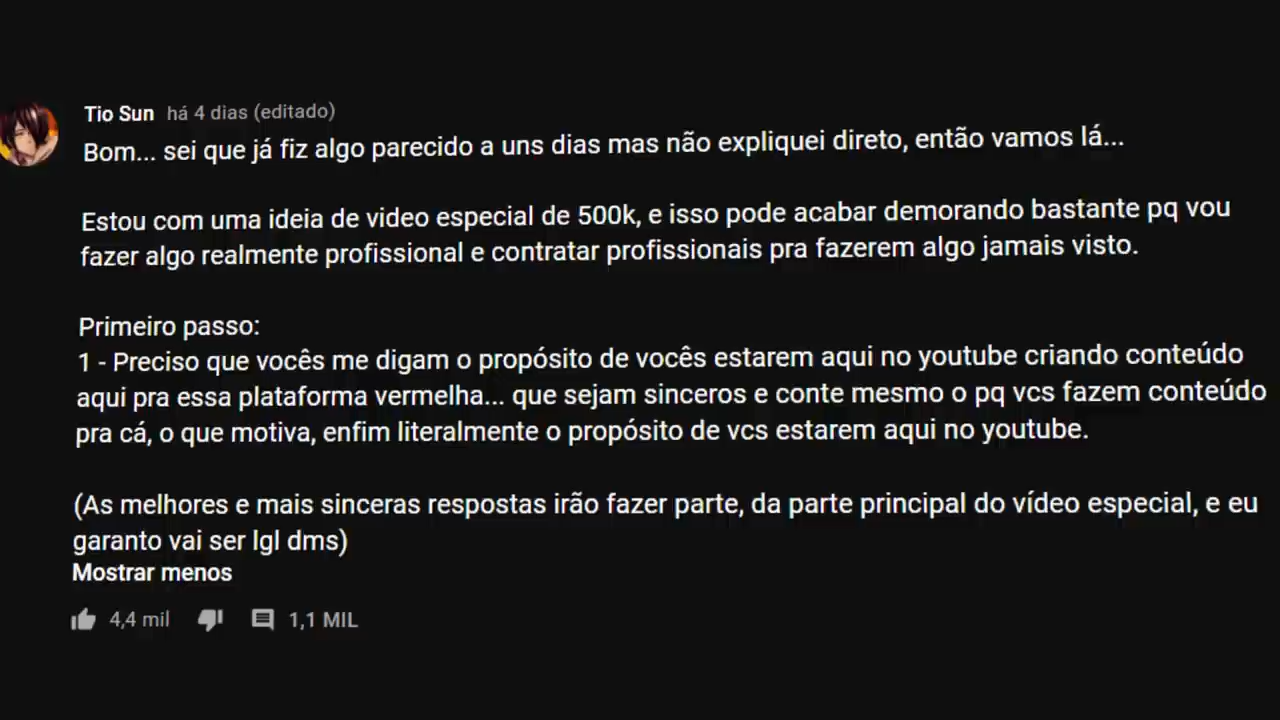 Tio Sun há 4 dias (editado)
Bom... sei que já fiz algo parecido a uns dias mas não expliquei direto, então vamos lá...
Estou com uma ideia de video especial de 500k, e isso pode acabar demorando bastante pq vou
fazer algo realmente profissional e contratar profissionais pra fazerem algo jamais visto.
Primeiro passo:
1 - Preciso que vocês me digam o propósito de vocês estarem aqui no youtube criando conteúdo
aqui pra essa plataforma vermelha... que sejam sinceros e conte mesmo o pq vcs fazem conteúdo
pra cá, o que motiva, enfim literalmente o propósito de vcs estarem aqui no youtube.
(As melhores e mais sinceras respostas irão fazer parte, da parte principal do vídeo especial, e eu
garanto vai ser lgl dms)
Mostrar menos
4,4 mil 1,1 MIL